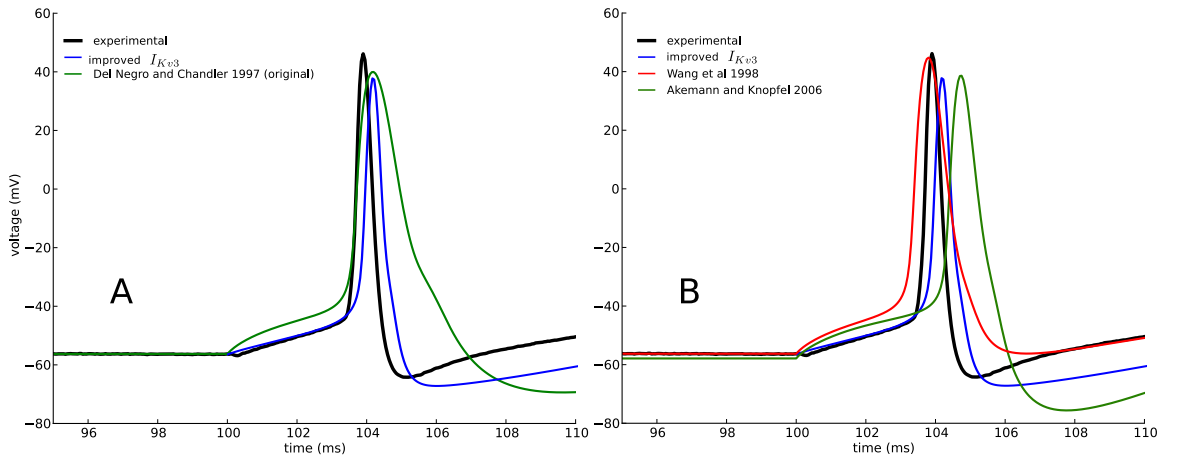 60
40
20
0
−20
−40
−60
−80
voltage (mV)
experimental
improved I_{Kv3}
Del Negro and Chandler 1997 (original)
A
96 98 100 102 104 106 108 110
time (ms)
60
40
20
0
−20
−40
−60
−80
experimental
improved I_{Kv3}
Wang et al 1998
Akemann and Knopfel 2006
B
96 98 100 102 104 106 108 110
time (ms)